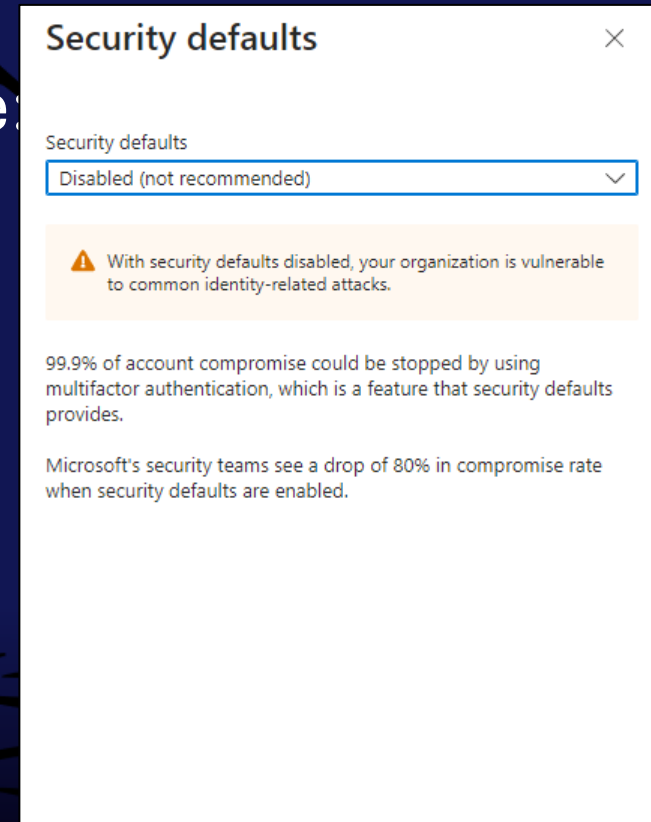 Security defaults
e:
Security defaults
Disabled (not recommended)
With security defaults disabled, your organization is vulnerable
to common identity-related attacks.
99.9% of account compromise could be stopped by using
multifactor authentication, which is a feature that security defaults
provides.
Microsoft's security teams see a drop of 80% in compromise rate
when security defaults are enabled.